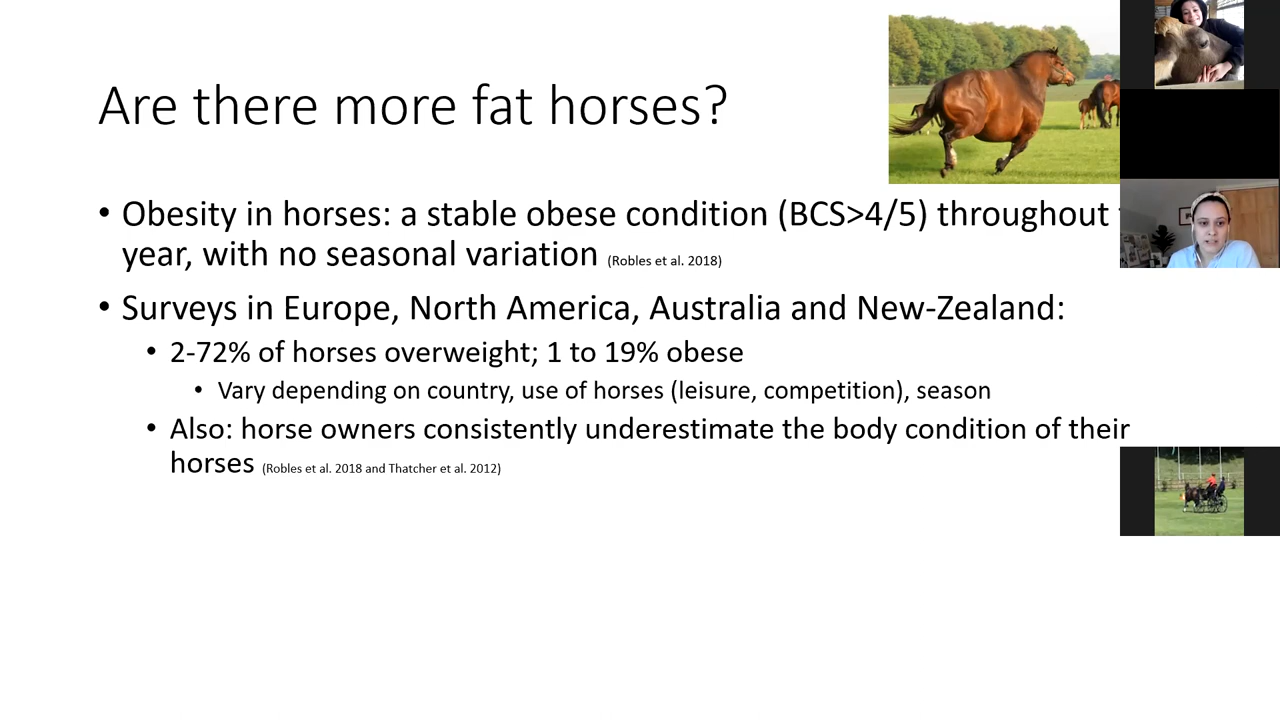 Are there more fat horses?
• Obesity in horses: a stable obese condition (BCS>4/5) throughout
year, with no seasonal variation (Robles et al. 2018)
• Surveys in Europe, North America, Australia and New-Zealand:
• 2-72% of horses overweight; 1 to 19% obese
• Vary depending on country, use of horses (leisure, competition), season
• Also: horse owners consistently underestimate the body condition of their
horses (Robles et al. 2018 and Thatcher et al. 2012)